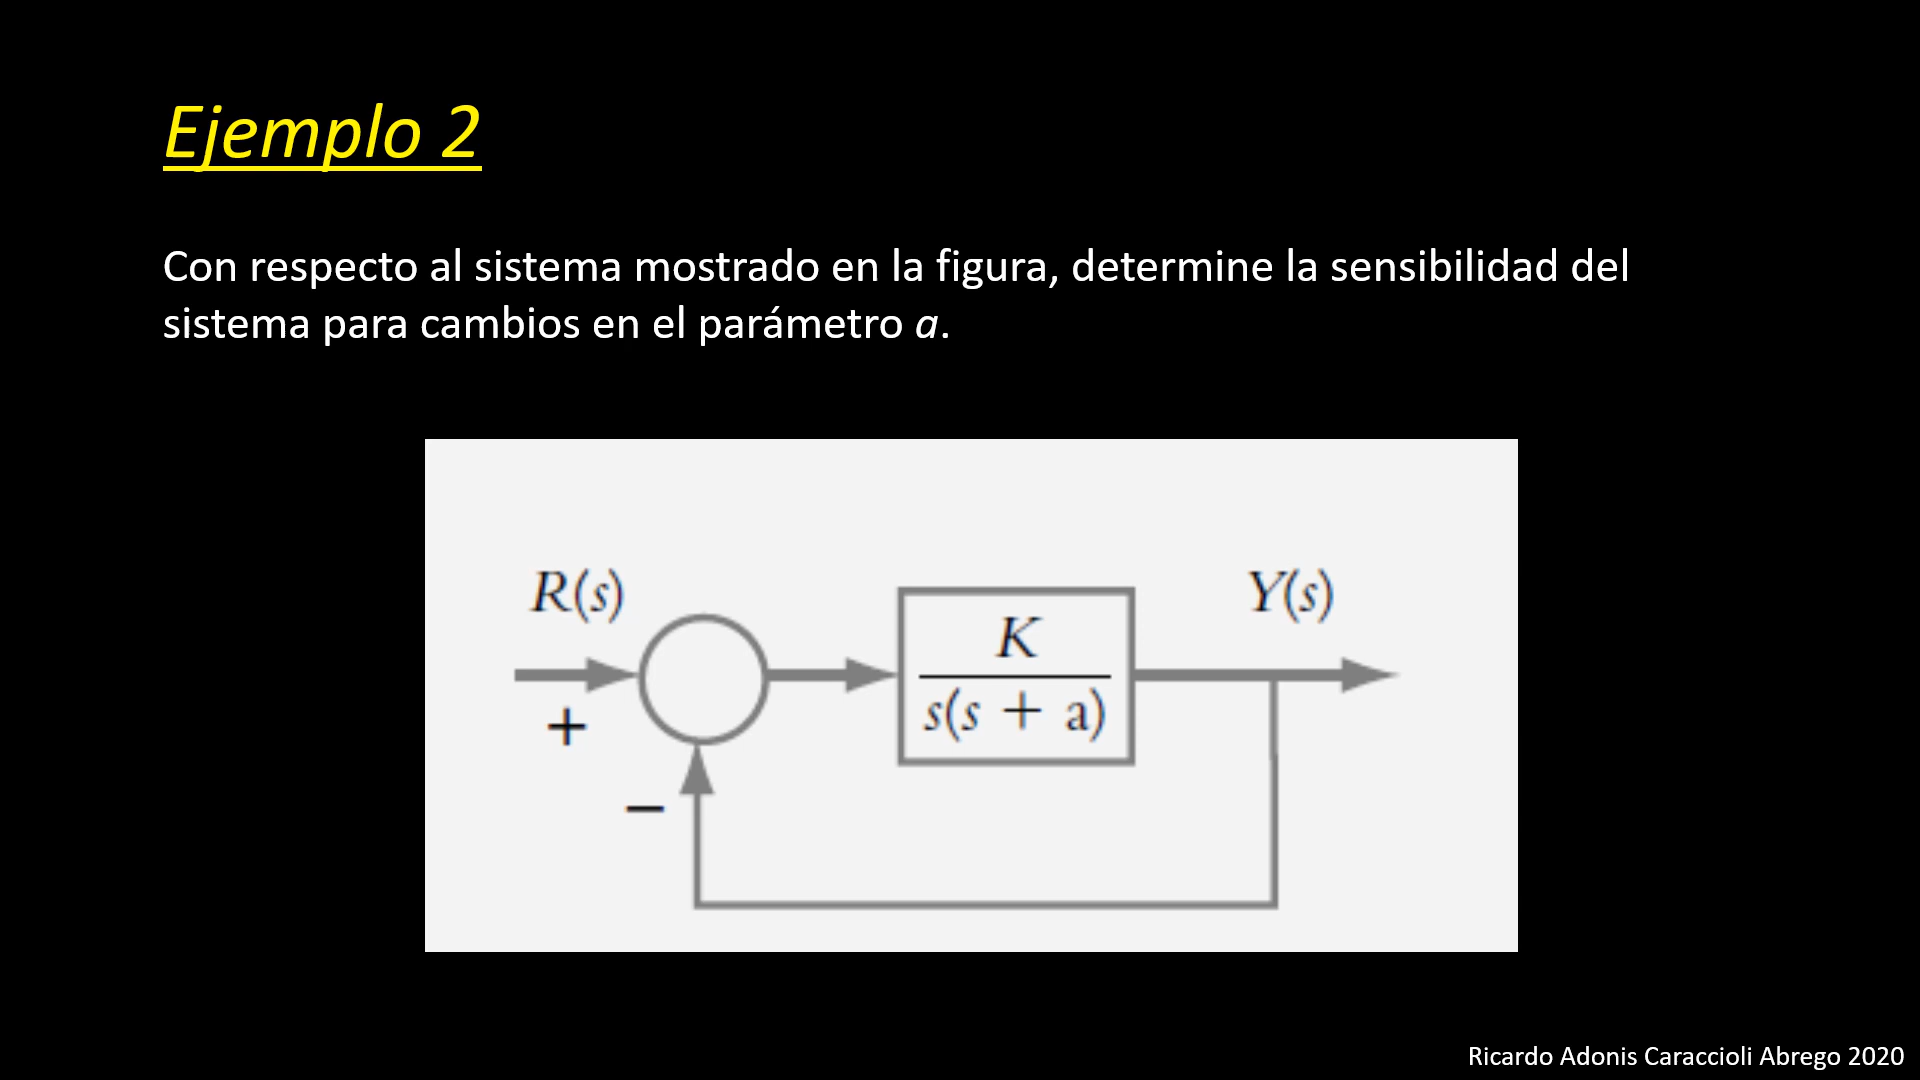 Ejemplo 2
Con respecto al sistema mostrado en la figura, determine la sensibilidad del
sistema para cambios en el parámetro a.
R(s)
Y(s)
K
s(s + a)
+
−
Ricardo Adonis Caraccioli Abrego 2020